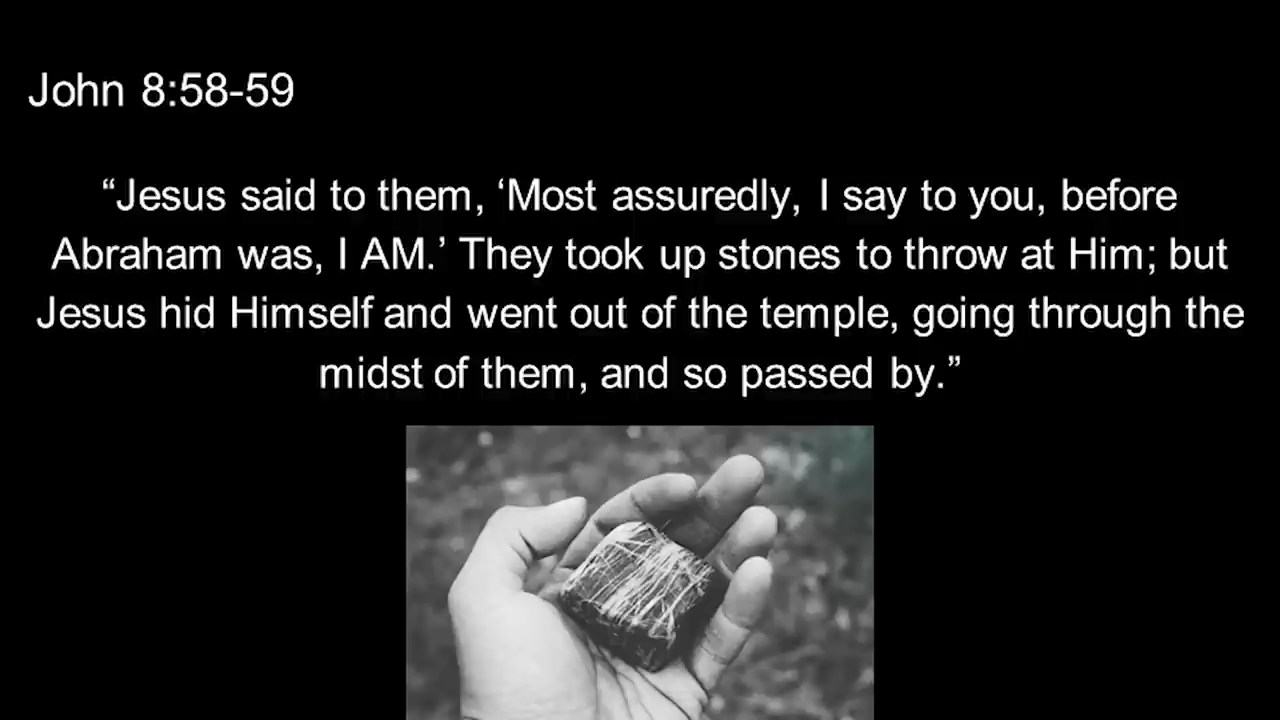 John 8:58-59
“Jesus said to them, ‘Most assuredly, I say to you, before
Abraham was, I AM.’ They took up stones to throw at Him; but
Jesus hid Himself and went out of the temple, going through the
midst of them, and so passed by.”